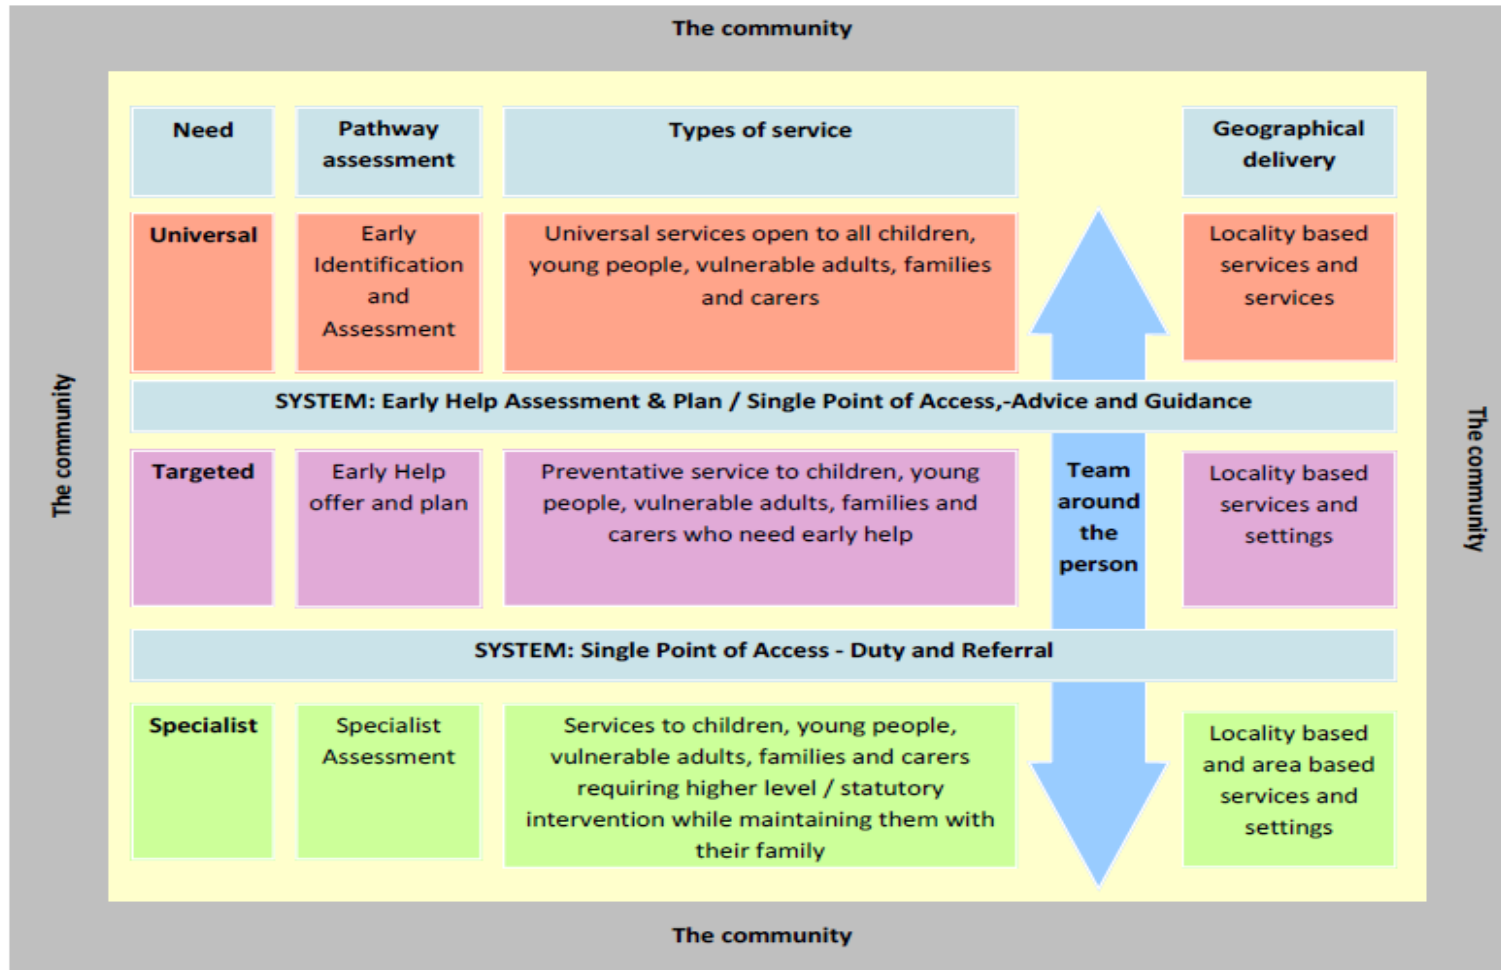 The community
Need
Pathway
assessment
Types of service
Geographical
delivery
Universal
Early
Identification
and
Assessment
Universal services open to all children,
young people, vulnerable adults, families
and carers
Locality based
services and
services
SYSTEM: Early Help Assessment & Plan / Single Point of Access,-Advice and Guidance
The community
Targeted
Early Help
offer and plan
Preventative service to children, young
people, vulnerable adults, families and
carers who need early help
Team
around
the
person
Locality based
services and
settings
The community
SYSTEM: Single Point of Access - Duty and Referral
Specialist
Specialist
Assessment
Services to children, young people,
vulnerable adults, families and carers
requiring higher level / statutory
intervention while maintaining them with
their family
Locality based
and area based
services and
settings
The community